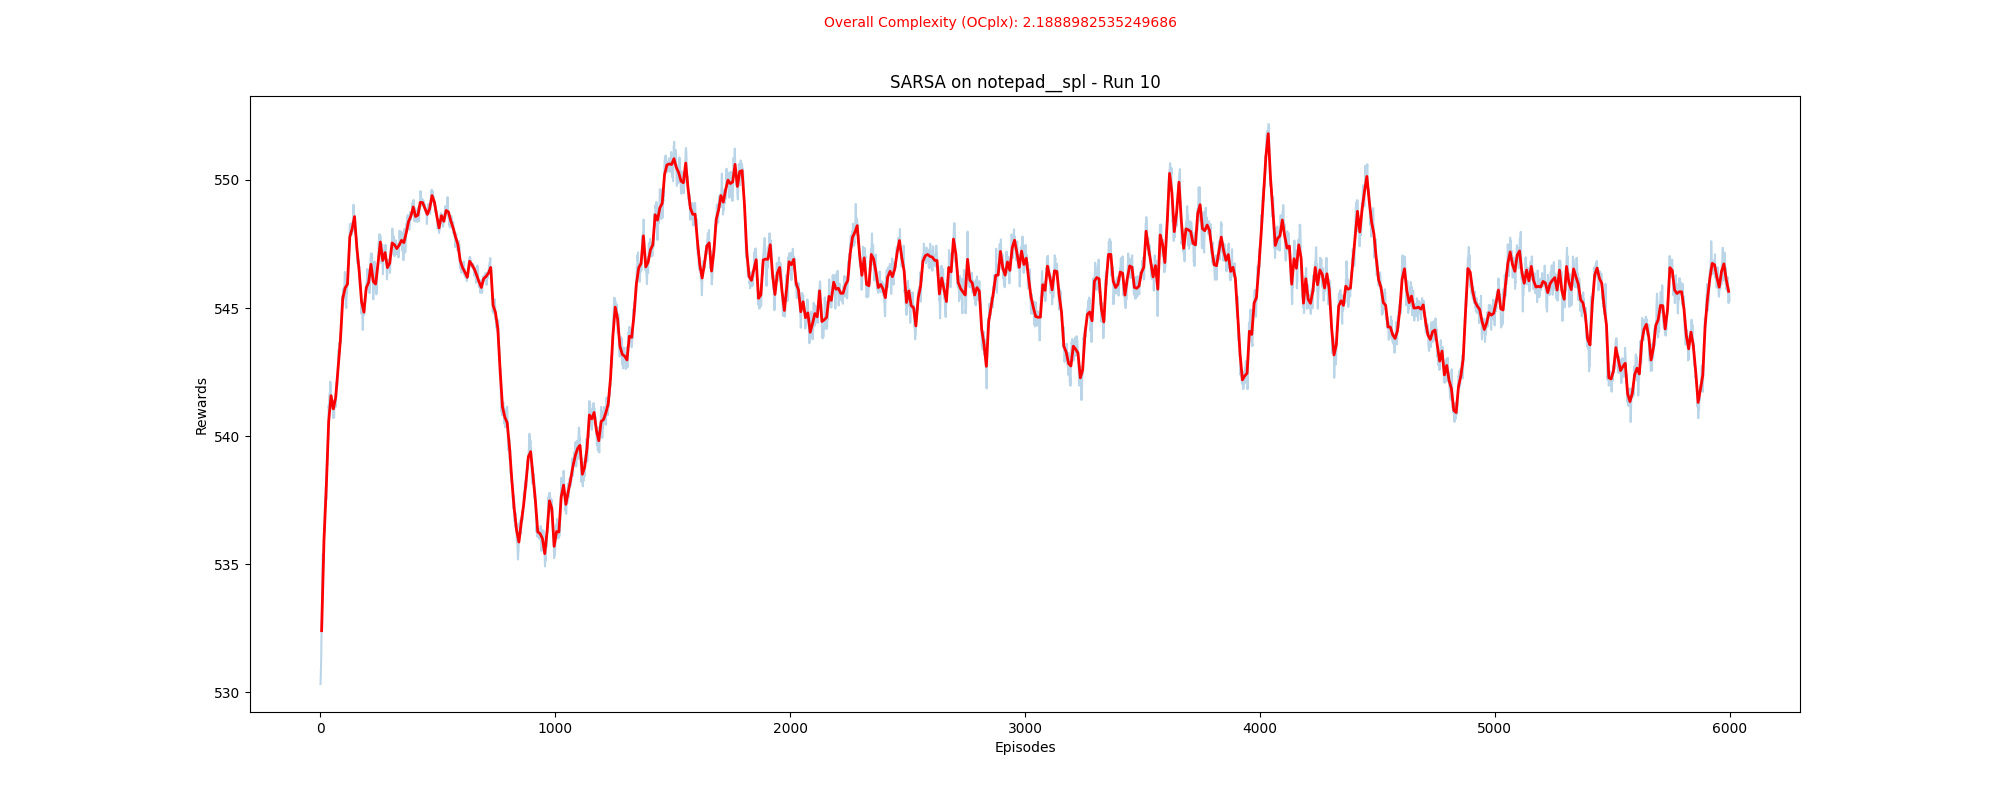 Overall Complexity (OCplx): 2.1888982535249686
SARSA on notepad__spl - Run 10
550
545
540
535
530
Rewards
0 1000 2000 3000 4000 5000 6000
Episodes